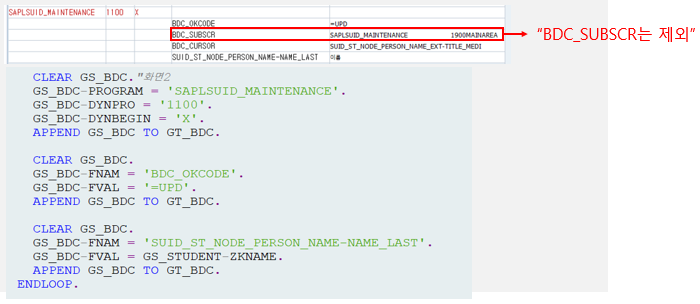 SAPLSUID_MAINTENANCE 1100 X
BDC_OKCODE =UPD
BDC_SUBSCR SAPLSUID_MAINTENANCE 1900MAINAREA
BDC_CURSOR SUID_ST_NODE_PERSON_NAME_EXT-TITLE_MEDI
SUID_ST_NODE_PERSON_NAME-NAME_LAST 이름
“BDC_SUBSCR는 제외”
CLEAR GS_BDC."화면2
GS_BDC-PROGRAM = 'SAPLSUID_MAINTENANCE'.
GS_BDC-DYNPRO = '1100'.
GS_BDC-DYNBEGIN = 'X'.
APPEND GS_BDC TO GT_BDC.
CLEAR GS_BDC.
GS_BDC-FNAM = 'BDC_OKCODE'.
GS_BDC-FVAL = '=UPD'.
APPEND GS_BDC TO GT_BDC.
CLEAR GS_BDC.
GS_BDC-FNAM = 'SUID_ST_NODE_PERSON_NAME-NAME_LAST'.
GS_BDC-FVAL = GS_STUDENT-ZKNAME.
APPEND GS_BDC TO GT_BDC.
ENDLOOP.